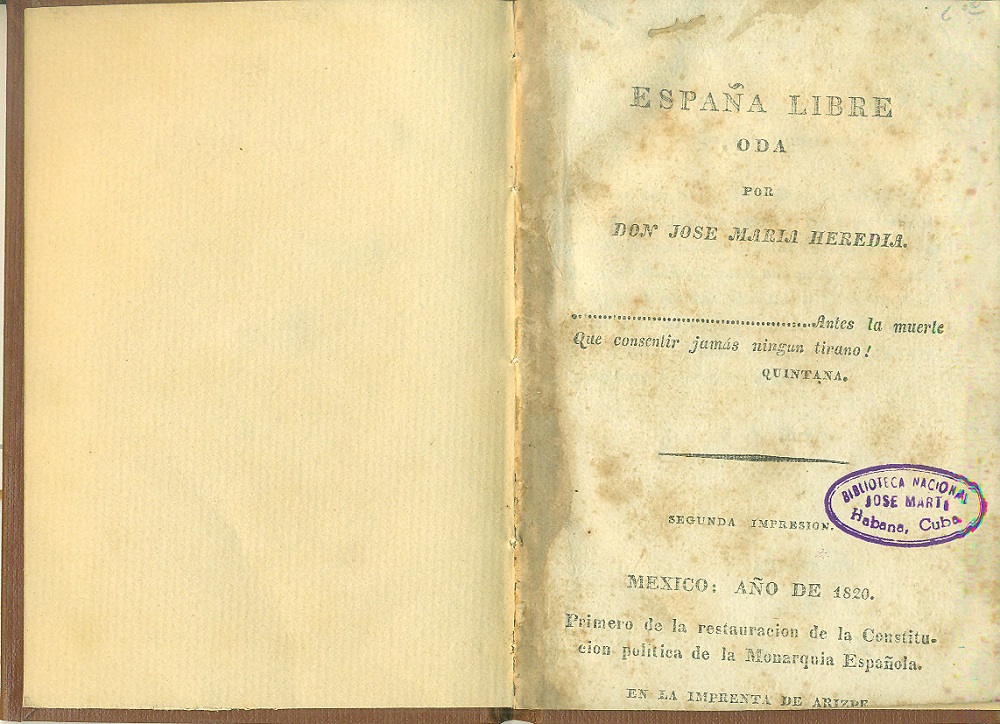 ESPAÑA LIBRE
ODA
POR
DON JOSE MARIA HEREDIA.
........................................Antes la muerte
Que consentir jamás ningun tirano!
QUINTANA.
BIBLIOTECA NACIONAL
JOSE MARTI
Habana, Cuba
SEGUNDA IMPRESION.
MEXICO: AÑO DE 1820.
Primero de la restauracion de la Constitu-
cion politica de la Monarquia Española.
EN LA IMPRENTA DE ARIZPE